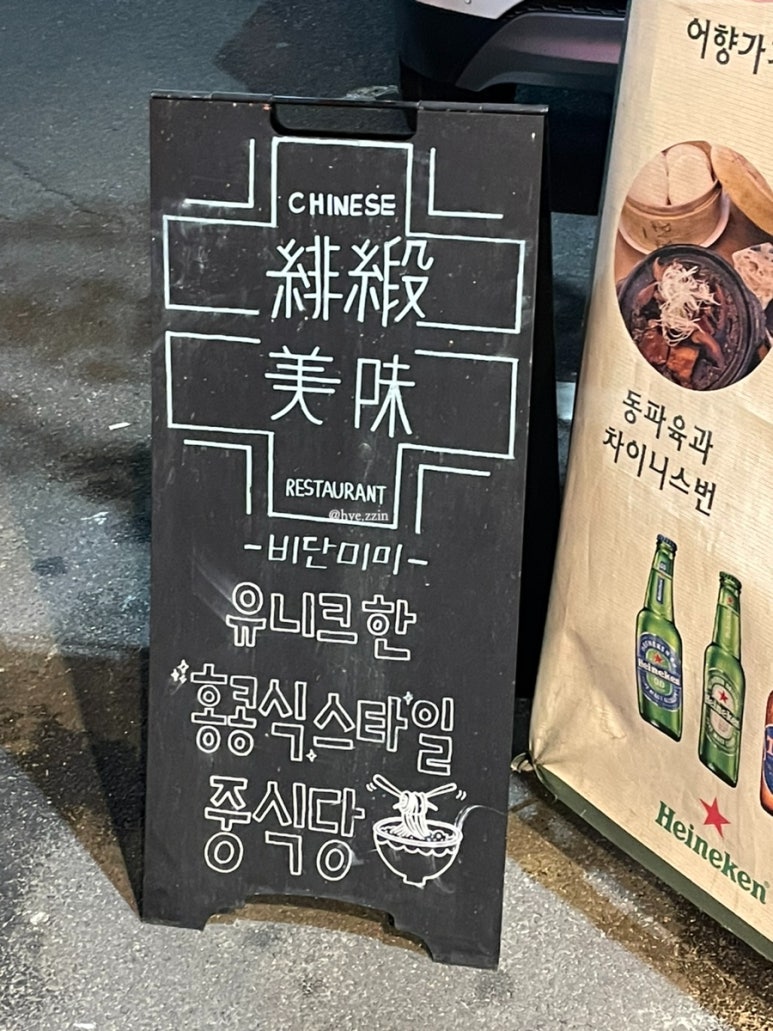 CHINESE
緋緞
美味
RESTAURANT
@hye.zzin
-비단미미-
유니크한
홍콩식스타일
중식당
어향가
동파육과
차이니스번
Heineken
Heineken
Heineken